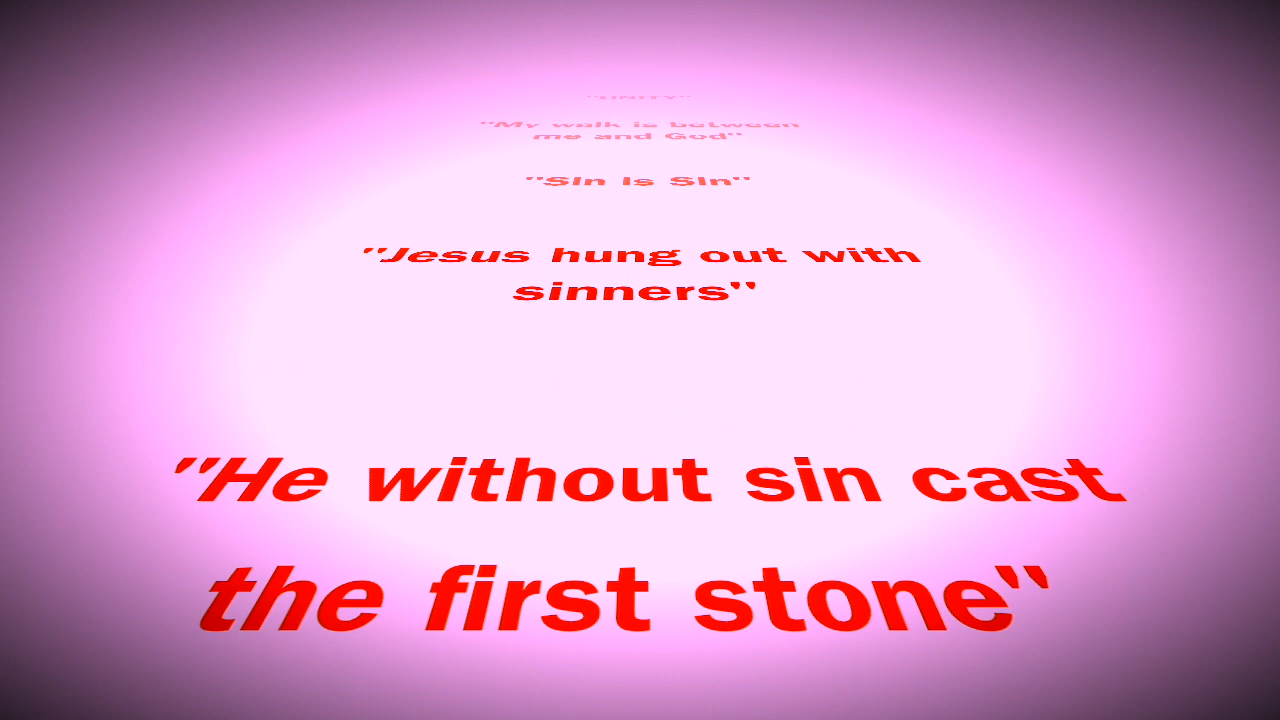 "UNITY"
"My walk is between
me and God"
"Sin is Sin"
"Jesus hung out with
sinners"
"He without sin cast
the first stone"